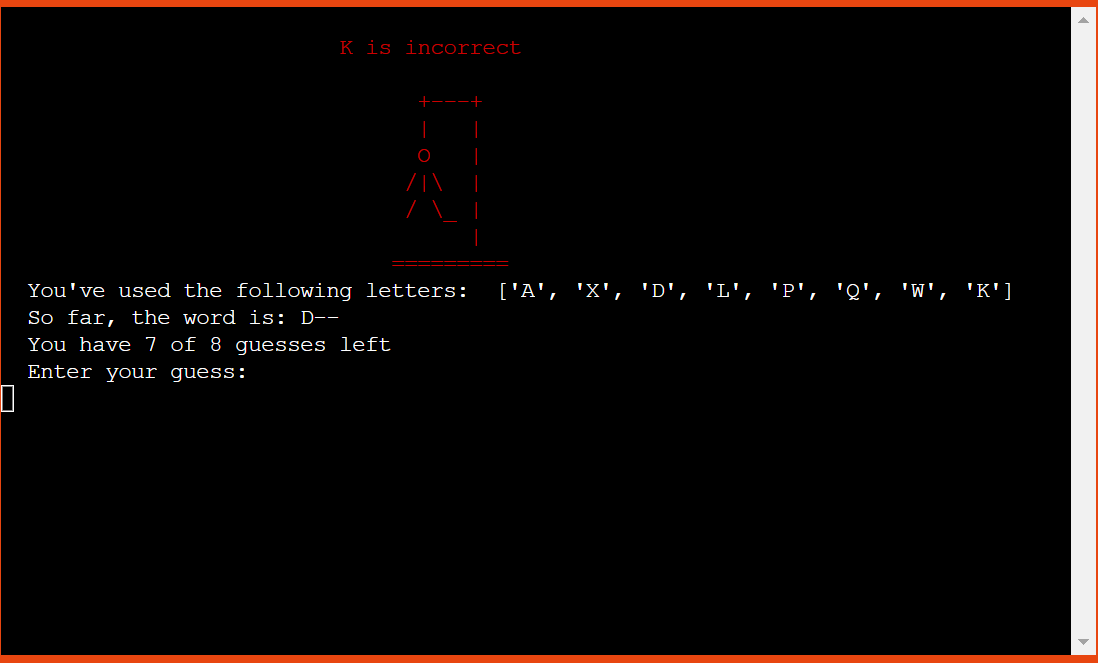 K is incorrect
+---+
|   |
O   |
/|\  |
/ \_ |
|
=========
You've used the following letters:  ['A', 'X', 'D', 'L', 'P', 'Q', 'W', 'K']
So far, the word is: D--
You have 7 of 8 guesses left
Enter your guess: